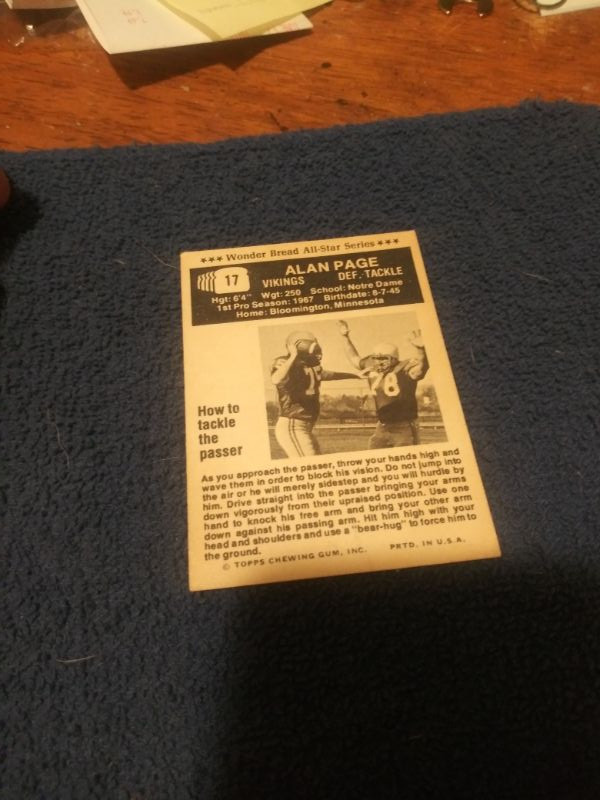 ★★★ Wonder Bread All-Star Series ★★★
17
ALAN PAGE
VIKINGS DEF. TACKLE
Hgt: 6'4" Wgt: 250 School: Notre Dame
1st Pro Season: 1967 Birthdate: 8-7-45
Home: Bloomington, Minnesota
17
78
How to
tackle
the
passer
As you approach the passer, throw your hands high and
wave them in order to block his vision. Do not jump into
the air or he will merely sidestep and you will hurdle by
him. Drive straight into the passer bringing your arms
down vigorously from their upraised position. Use one
hand to knock his free arm and bring your other arm
down against his passing arm. Hit him high with your
head and shoulders and use a "bear-hug" to force him to
the ground.
© TOPPS CHEWING GUM, INC. PRTD. IN U.S.A.